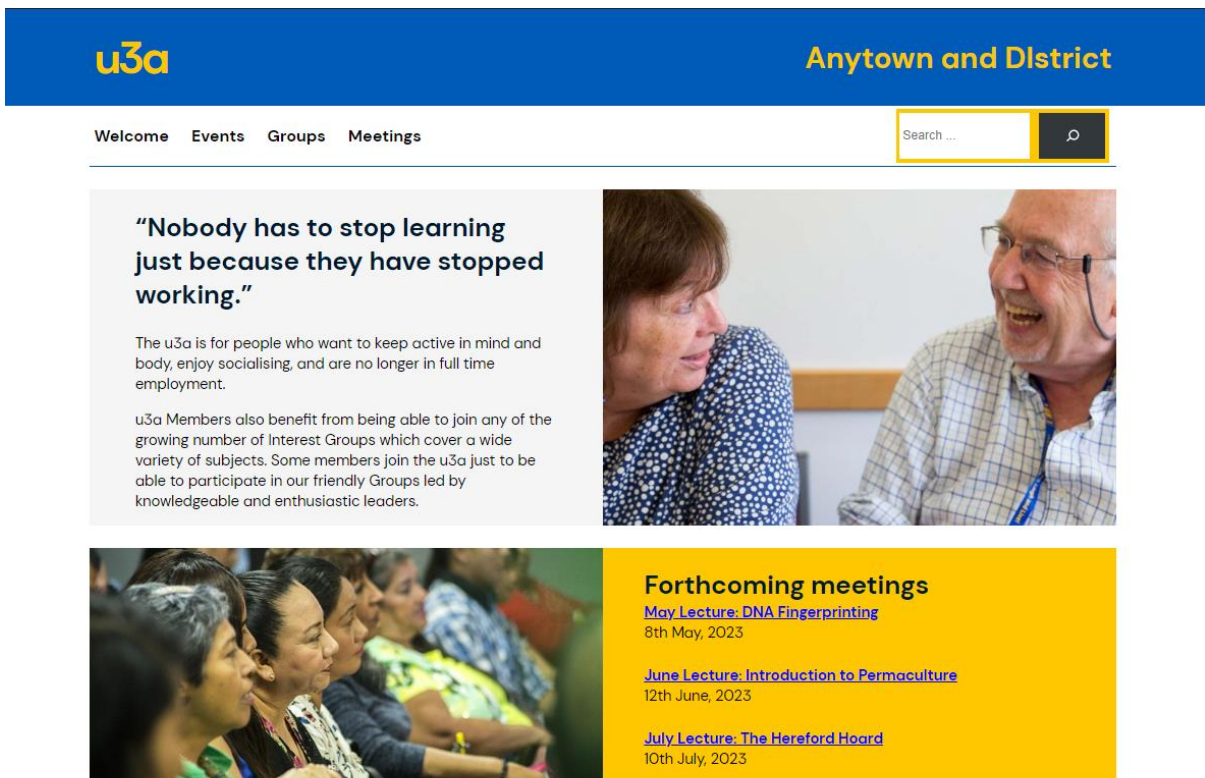 u3a
Anytown and DIstrict
Welcome Events Groups Meetings
Search ...
“Nobody has to stop learning
just because they have stopped
working.”
The u3a is for people who want to keep active in mind and
body, enjoy socialising, and are no longer in full time
employment.
u3a Members also benefit from being able to join any of the
growing number of Interest Groups which cover a wide
variety of subjects. Some members join the u3a just to be
able to participate in our friendly Groups led by
knowledgeable and enthusiastic leaders.
Forthcoming meetings
May Lecture: DNA Fingerprinting
8th May, 2023
June Lecture: Introduction to Permaculture
12th June, 2023
July Lecture: The Hereford Hoard
10th July, 2023